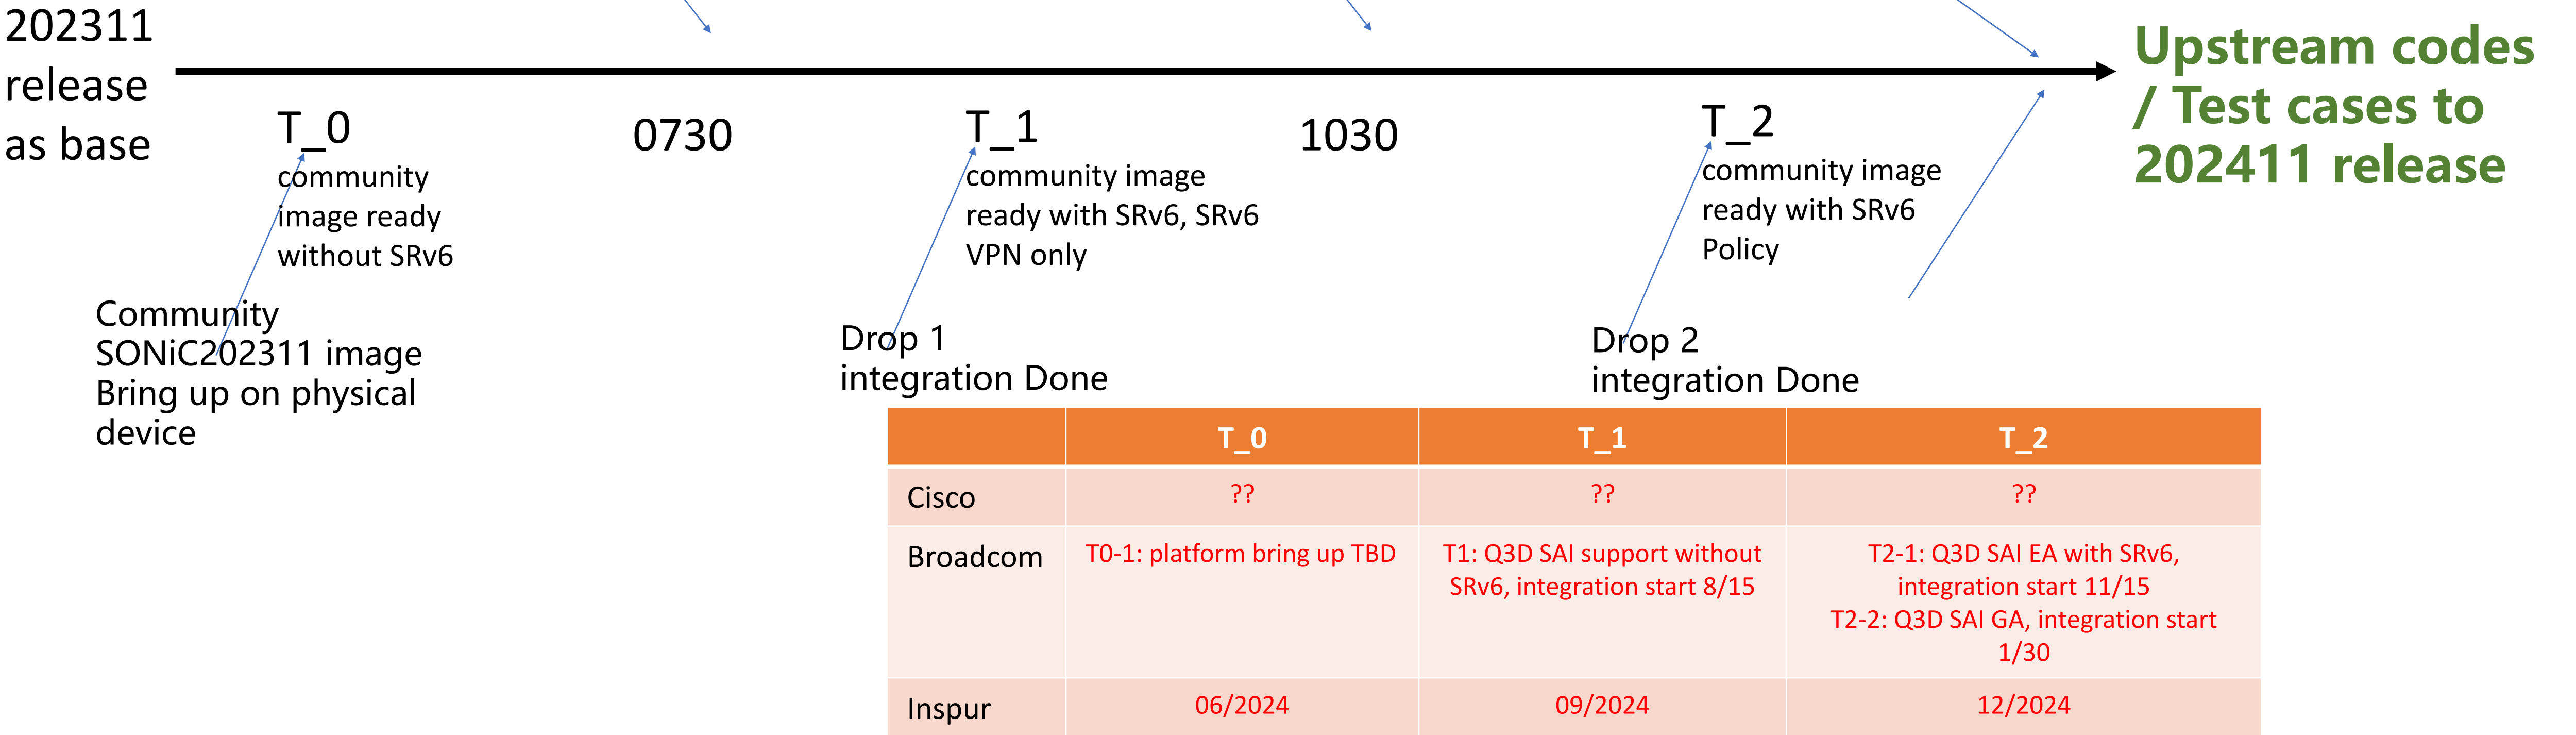 202311
release
as base
T_0
community
image ready
without SRv6
Community
SONiC202311 image
Bring up on physical
device
0730
T_1
community image
ready with SRv6, SRv6
VPN only
Drop 1
integration Done
1030
T_2
community image
ready with SRv6
Policy
Drop 2
integration Done
Upstream codes
/ Test cases to
202411 release
T_0 T_1 T_2
Cisco ?? ?? ??
Broadcom T0-1: platform bring up TBD
T1: Q3D SAI support without
SRv6, integration start 8/15
T2-1: Q3D SAI EA with SRv6,
integration start 11/15
T2-2: Q3D SAI GA, integration start
1/30
Inspur 06/2024 09/2024 12/2024